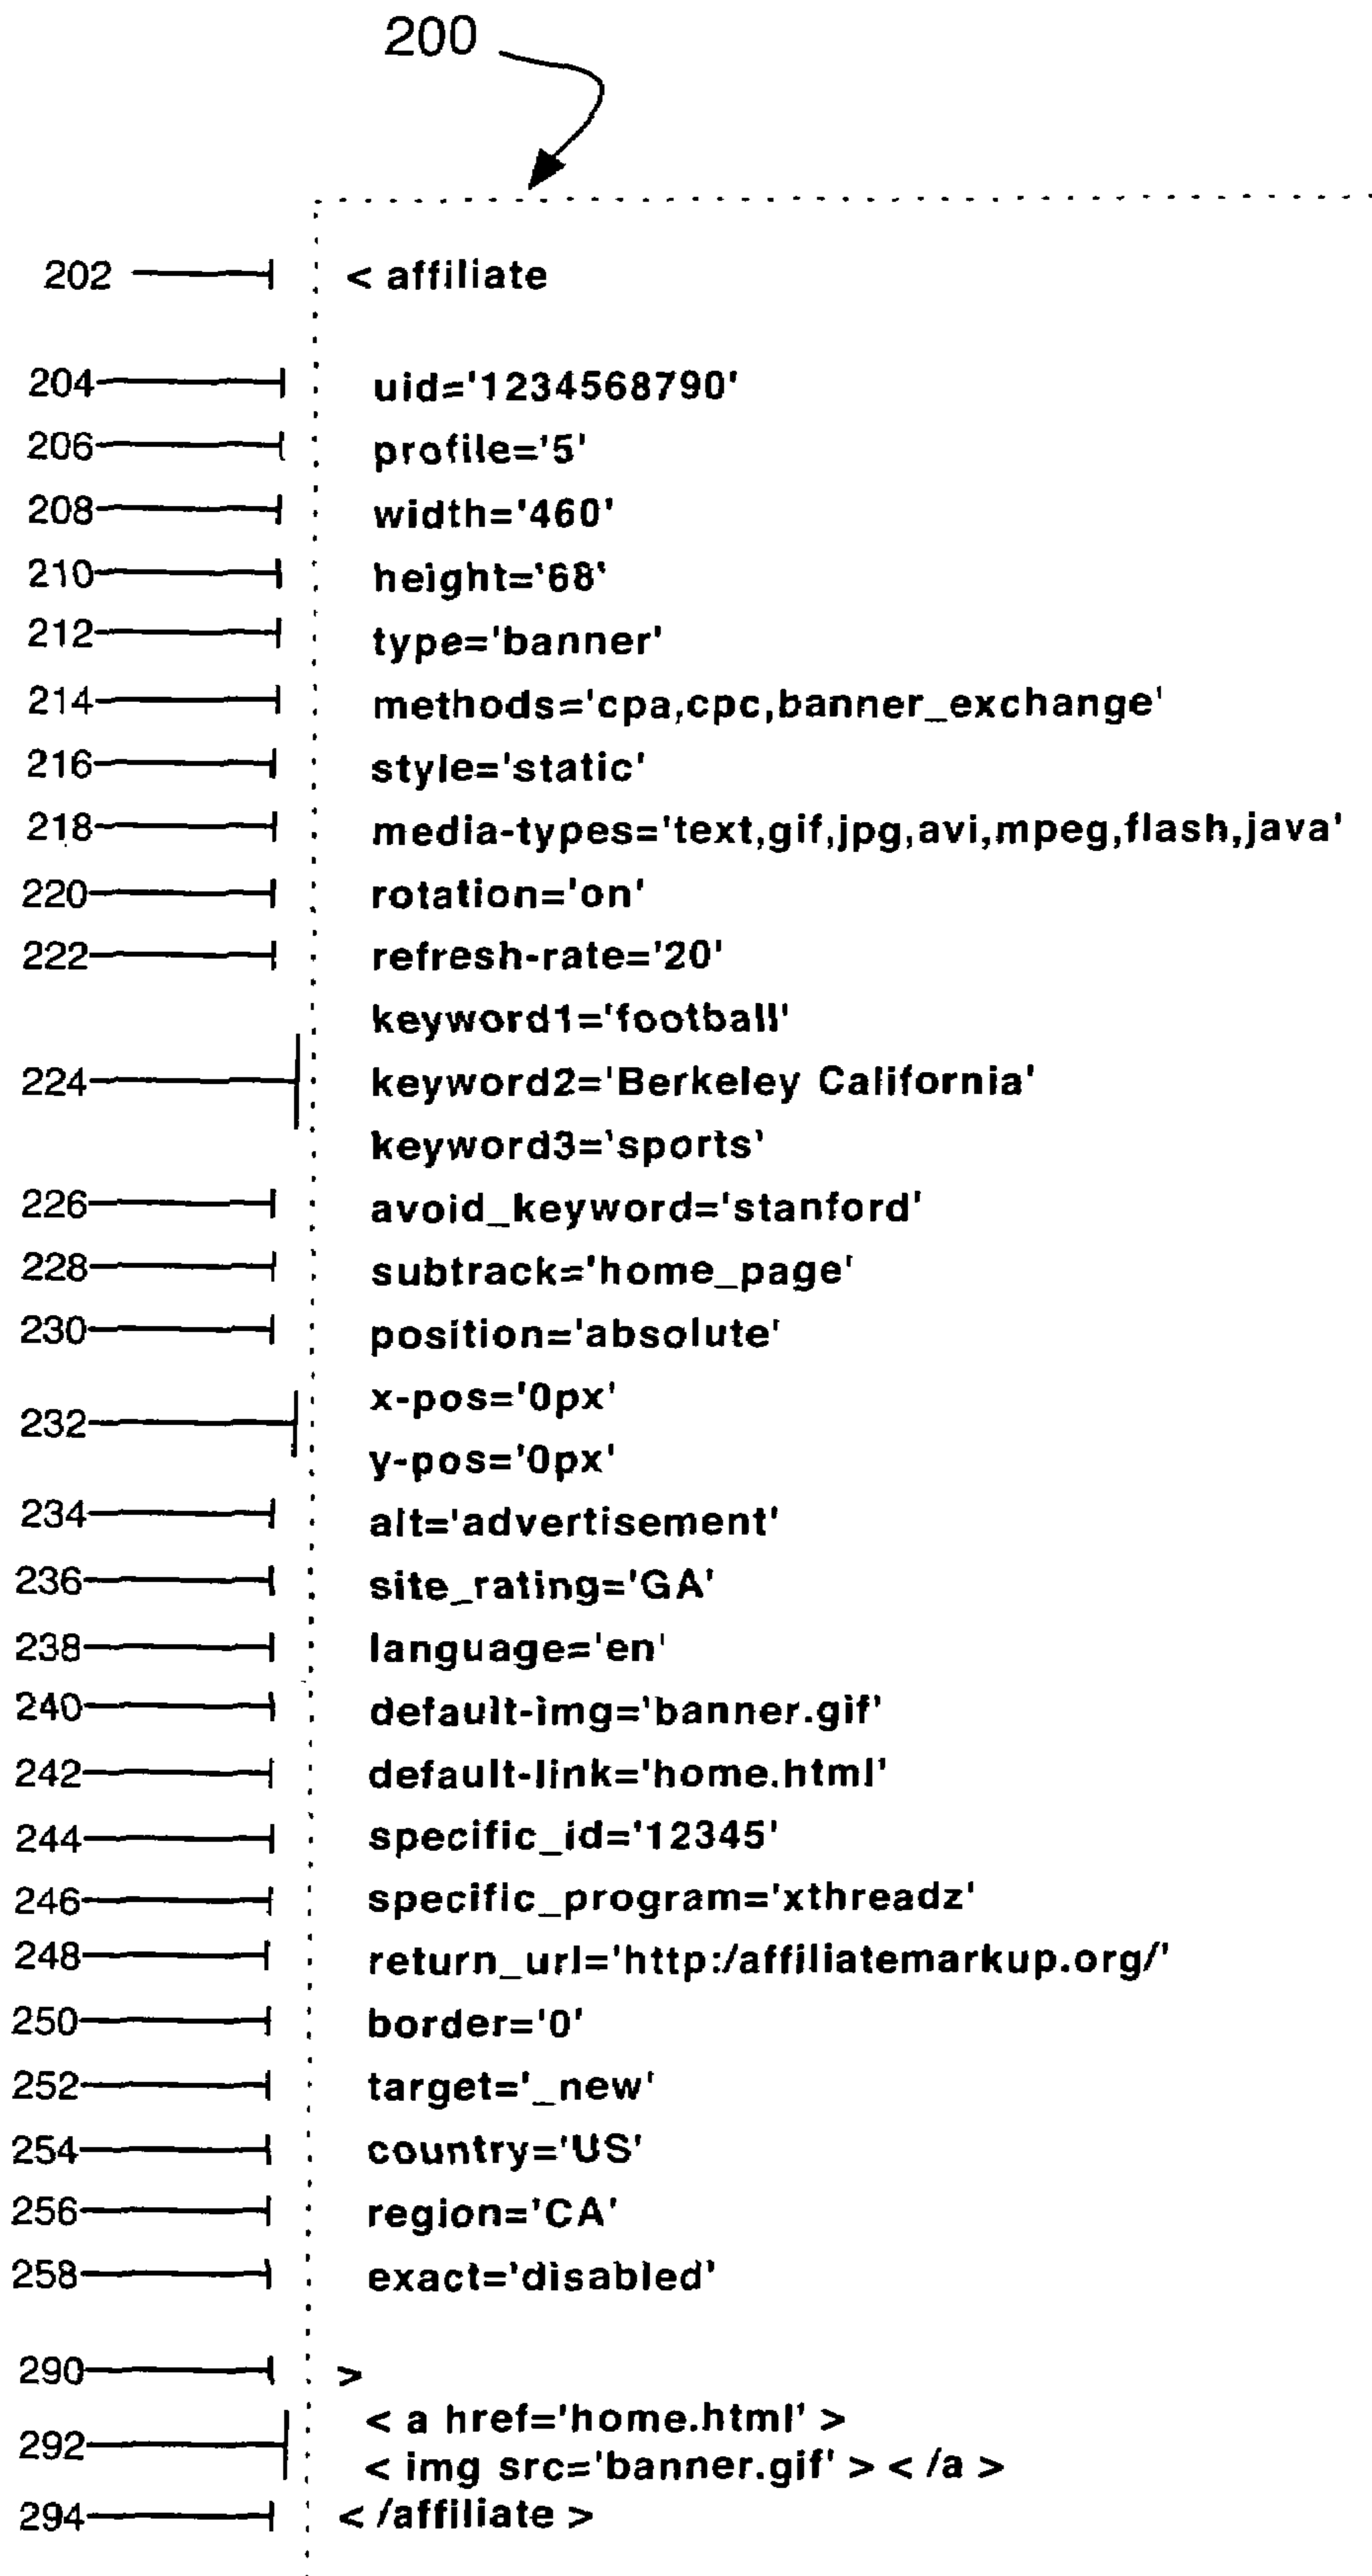 200
202 < affiliate
204 uid='1234568790'
206 profile='5'
208 width='460'
210 height='68'
212 type='banner'
214 methods='cpa,cpc,banner_exchange'
216 style='static'
218 media-types='text,gif,jpg,avi,mpeg,flash,java'
220 rotation='on'
222 refresh-rate='20'
keyword1='football'
224 keyword2='Berkeley California'
keyword3='sports'
226 avoid_keyword='stanford'
228 subtrack='home_page'
230 position='absolute'
232 x-pos='0px'
y-pos='0px'
234 alt='advertisement'
236 site_rating='GA'
238 language='en'
240 default-img='banner.gif'
242 default-link='home.html'
244 specific_id='12345'
246 specific_program='xthreadz'
248 return_url='http:/affiliatemarkup.org/'
250 border='0'
252 target='_new'
254 country='US'
256 region='CA'
258 exact='disabled'
290 >
292 < a href='home.html' >
< img src='banner.gif' > < /a >
294 < /affiliate >